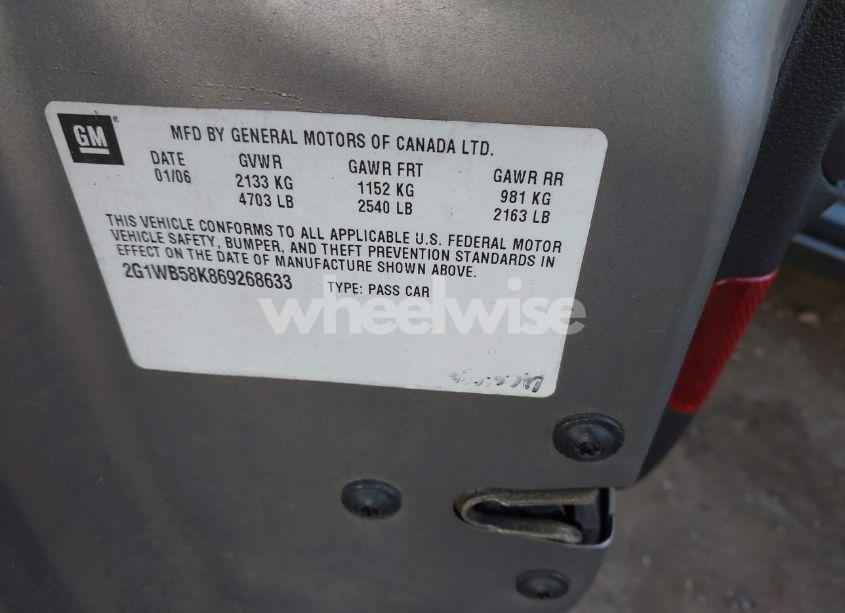 GM
MFD BY GENERAL MOTORS OF CANADA LTD.
DATE GVWR GAWR FRT GAWR RR
01/06 2133 KG 1152 KG 981 KG
4703 LB 2540 LB 2163 LB
THIS VEHICLE CONFORMS TO ALL APPLICABLE U.S. FEDERAL MOTOR
VEHICLE SAFETY, BUMPER, AND THEFT PREVENTION STANDARDS IN
EFFECT ON THE DATE OF MANUFACTURE SHOWN ABOVE.
2G1WB58K869268633 TYPE: PASS CAR
wheelwise